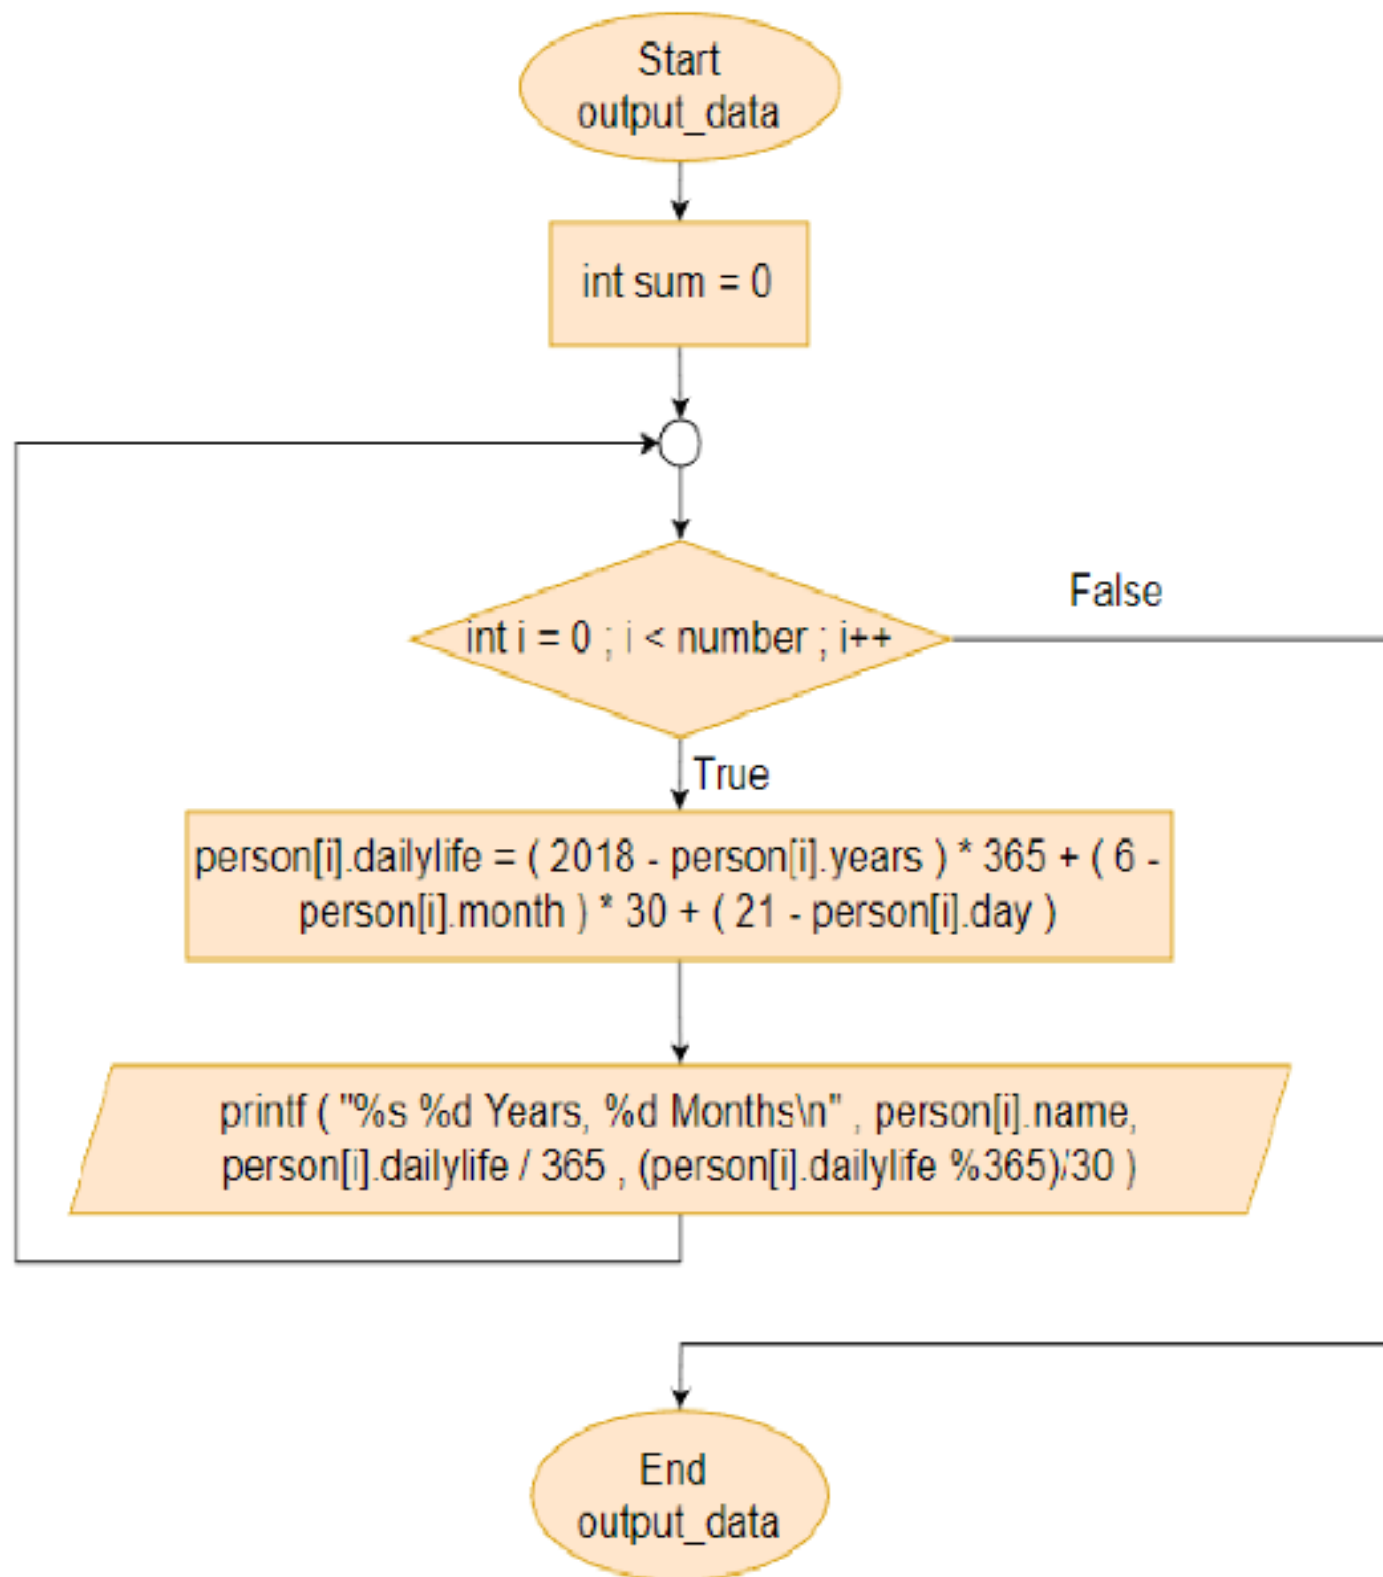 Start
output_data
int sum = 0
int i = 0 ; i < number ; i++
False
True
person[i].dailylife = ( 2018 - person[i].years ) * 365 + ( 6 -
person[i].month ) * 30 + ( 21 - person[i].day )
printf ( "%s %d Years, %d Months\n" , person[i].name,
person[i].dailylife / 365 , (person[i].dailylife %365)/30 )
End
output_data